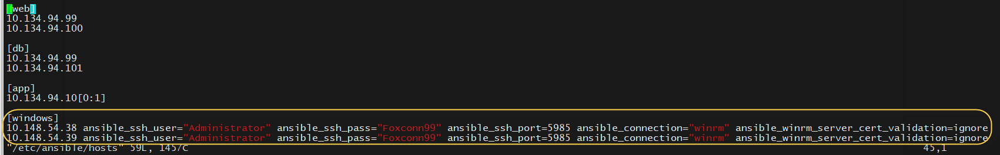 [web]
10.134.94.99
10.134.94.100
[db]
10.134.94.99
10.134.94.101
[app]
10.134.94.10[0:1]
[windows]
10.148.54.38 ansible_ssh_user="Administrator" ansible_ssh_pass="Foxconn99" ansible_ssh_port=5985 ansible_connection="winrm" ansible_winrm_server_cert_validation=ignore
10.148.54.39 ansible_ssh_user="Administrator" ansible_ssh_pass="Foxconn99" ansible_ssh_port=5985 ansible_connection="winrm" ansible_winrm_server_cert_validation=ignore
"/etc/ansible/hosts" 59L, 1457C 45,1